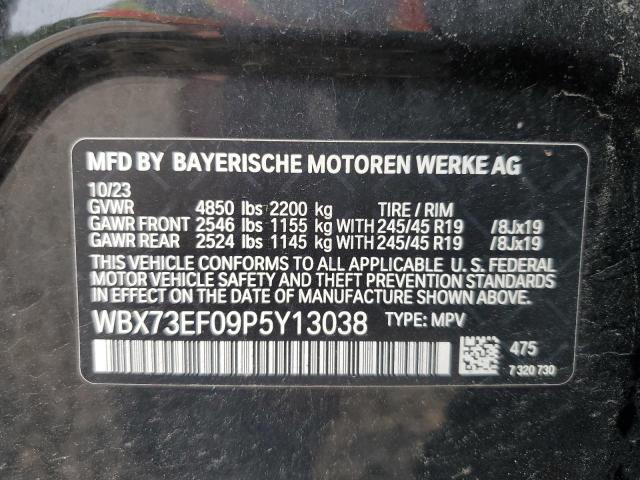 MFD BY BAYERISCHE MOTOREN WERKE AG
10/23
GVWR 4850 lbs 2200 kg TIRE / RIM
GAWR FRONT 2546 lbs 1155 kg WITH 245/45 R19 /8Jx19
GAWR REAR 2524 lbs 1145 kg WITH 245/45 R19 /8Jx19
THIS VEHICLE CONFORMS TO ALL APPLICABLE U. S. FEDERAL
MOTOR VEHICLE SAFETY AND THEFT PREVENTION STANDARDS
IN EFFECT ON THE DATE OF MANUFACTURE SHOWN ABOVE.
WBX73EF09P5Y13038 TYPE: MPV
475
7 320 730